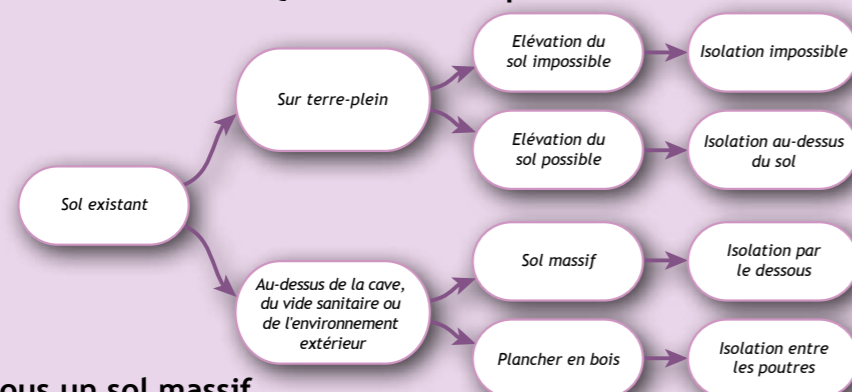 Elévation du
sol impossible
Isolation impossible
Sur terre-plein
Elévation du
sol possible
Isolation au-dessus
du sol
Sol existant
Sol massif
Isolation par
le dessous
Au-dessus de la cave,
du vide sanitaire ou
de l'environnement
extérieur
Plancher en bois
Isolation entre
les poutres
un sol massif